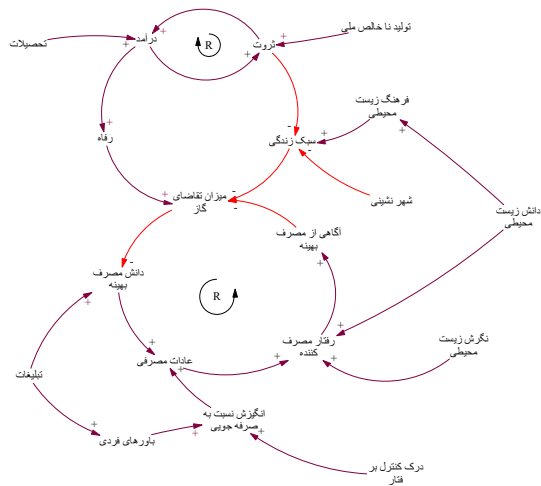 تولید نا خالص ملی
درآمد
ثروت
تحصیلات
R
فرهنگ زیست
محیطی
رفاه
سبک زندگی
میزان تقاضای
گاز
شهر نشینی
دانش زیست
محیطی
آگاهی از مصرف
بهینه
دانش مصرف
بهینه
R
رفتار مصرف
کننده
نگرش زیست
محیطی
عادات مصرفی
تبلیغات
انگیزش نسبت به
صرفه جویی
باورهای فردی
درک کنترل بر
فتار